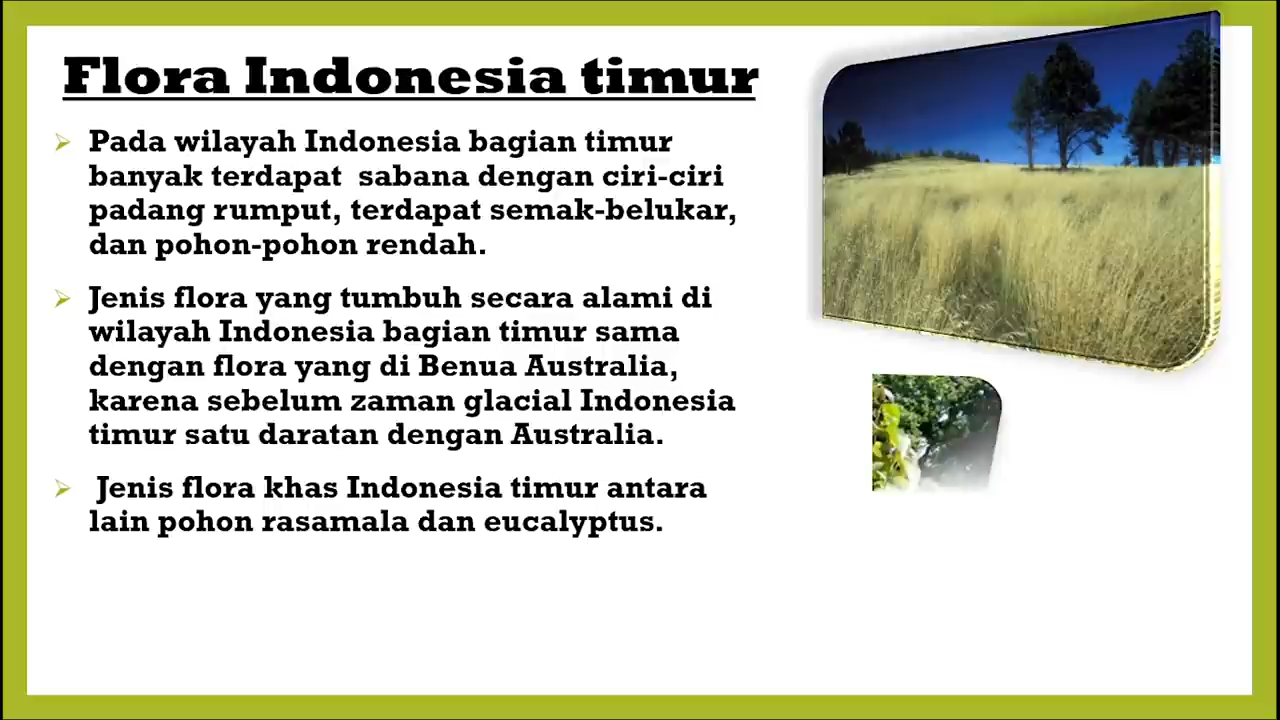 Flora Indonesia timur
Pada wilayah Indonesia bagian timur
banyak terdapat sabana dengan ciri-ciri
padang rumput, terdapat semak-belukar,
dan pohon-pohon rendah.
Jenis flora yang tumbuh secara alami di
wilayah Indonesia bagian timur sama
dengan flora yang di Benua Australia,
karena sebelum zaman glacial Indonesia
timur satu daratan dengan Australia.
Jenis flora khas Indonesia timur antara
lain pohon rasamala dan eucalyptus.